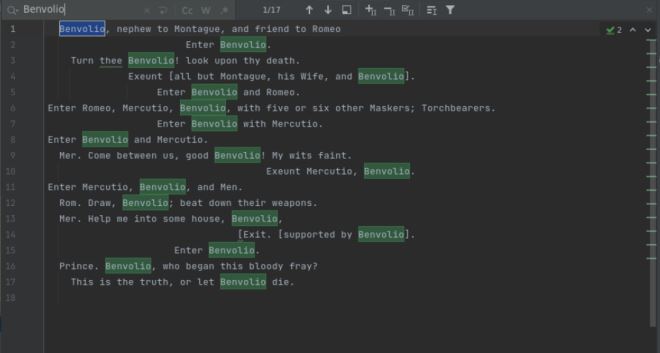 Benvolio
Cc W .*
1/17
1 Benvolio, nephew to Montague, and friend to Romeo
2
2 Enter Benvolio.
3 Turn thee Benvolio! look upon thy death.
4 Exeunt [all but Montague, his Wife, and Benvolio].
5 Enter Benvolio and Romeo.
6 Enter Romeo, Mercutio, Benvolio, with five or six other Maskers; Torchbearers.
7 Enter Benvolio with Mercutio.
8 Enter Benvolio and Mercutio.
9 Mer. Come between us, good Benvolio! My wits faint.
10 Exeunt Mercutio, Benvolio.
11 Enter Mercutio, Benvolio, and Men.
12 Rom. Draw, Benvolio; beat down their weapons.
13 Mer. Help me into some house, Benvolio,
14 [Exit. [supported by Benvolio].
15 Enter Benvolio.
16 Prince. Benvolio, who began this bloody fray?
17 This is the truth, or let Benvolio die.
18